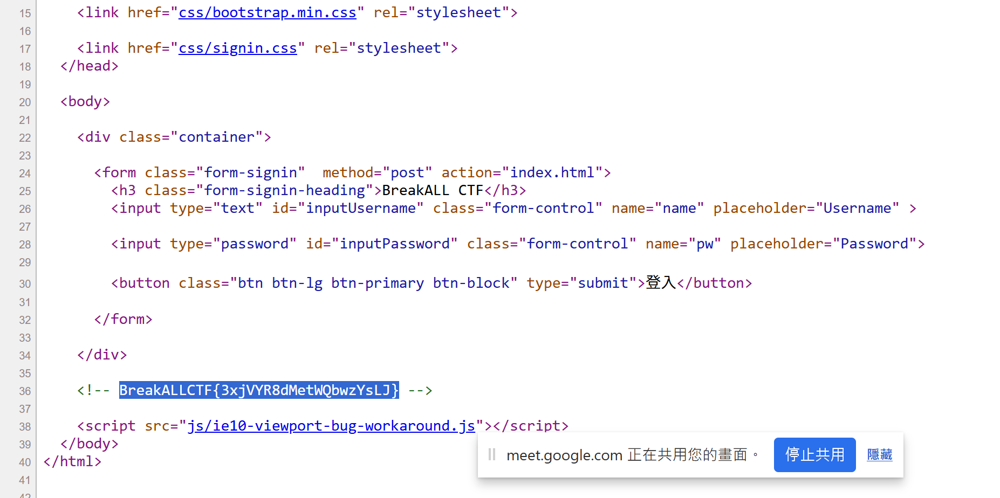 15 <link href="css/bootstrap.min.css" rel="stylesheet">
16
17 <link href="css/signin.css" rel="stylesheet">
18 </head>
19
20 <body>
21
22 <div class="container">
23
24 <form class="form-signin"  method="post" action="index.html">
25 <h3 class="form-signin-heading">BreakALL CTF</h3>
26 <input type="text" id="inputUsername" class="form-control" name="name" placeholder="Username" >
27
28 <input type="password" id="inputPassword" class="form-control" name="pw" placeholder="Password">
29
30 <button class="btn btn-lg btn-primary btn-block" type="submit">登入</button>
31
32 </form>
33
34 </div>
35
36 <!-- BreakALLCTF{3xjVYR8dMetWQbwzYsLJ} -->
37
38 <script src="js/ie10-viewport-bug-workaround.js"></script>
39 </body>
40 </html>
41
42
meet.google.com 正在共用您的畫面。 停止共用 隱藏